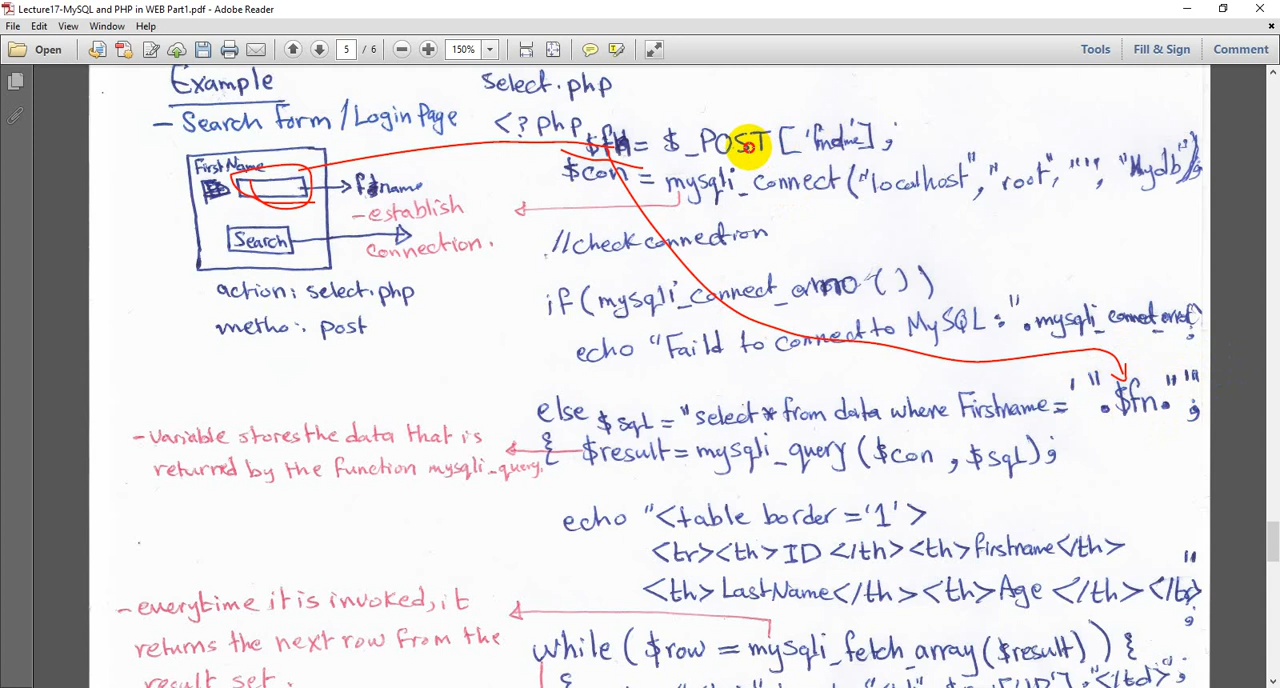 Lecture17-MySQL and PHP in WEB Part1.pdf - Adobe Reader
File Edit View Window Help
Open 5 / 6 150% Tools Fill & Sign Comment
Example
- Search form / Login Page
First Name
Search
action: select.php
metho:. post
- establish
connection.
select.php
<? php
= $_POST [' '];
$con = mysqli_connect("localhost","root","","Mydb");
//check connection
if (mysqli_connect_errno ())
echo "Faild to connect to MySQL:".mysqli_connect_error();
else $sqL = "select * from data where Firstname='".$fn."'";
{ $result = mysqli_query ($con, $sqL);
- Variable stores the data that is
returned by the function mysqli_query.
echo "<table border='1'>
<tr><th>ID</th><th>firstname</th>
<th>LastName</th><th>Age</th></tr>";
- everytime it is invoked, it
returns the next row from the
result set.
while ($row = mysqli_fetch_array($result)) {